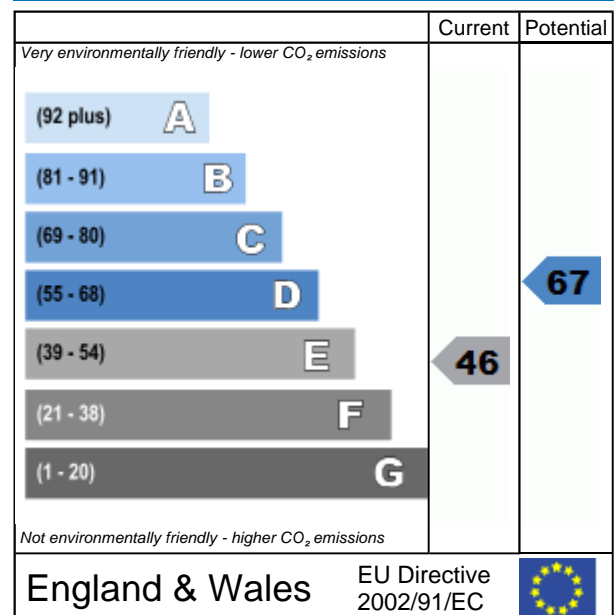 Current Potential
Very environmentally friendly - lower CO₂ emissions
(92 plus) A
(81 - 91) B
(69 - 80) C
(55 - 68) D
67
(39 - 54) E
46
(21 - 38) F
(1 - 20) G
Not environmentally friendly - higher CO₂ emissions
England & Wales
EU Directive
2002/91/EC